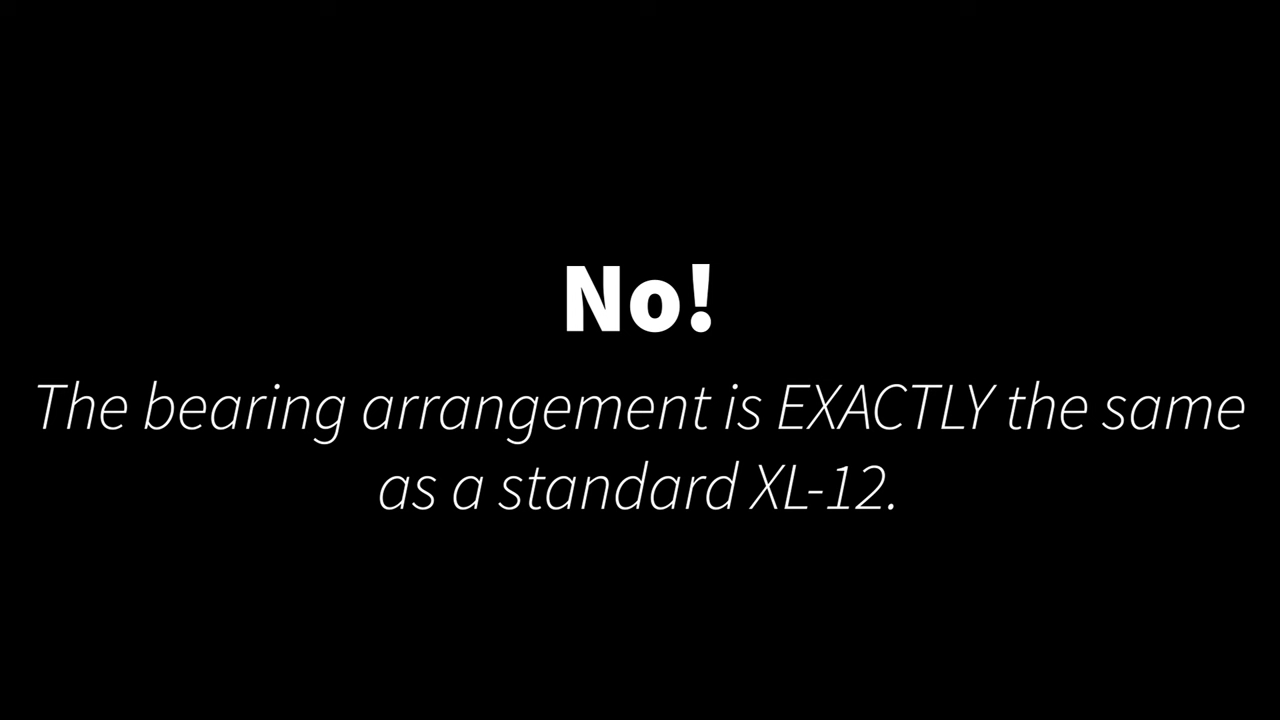 No!
The bearing arrangement is EXACTLY the same
as a standard XL-12.